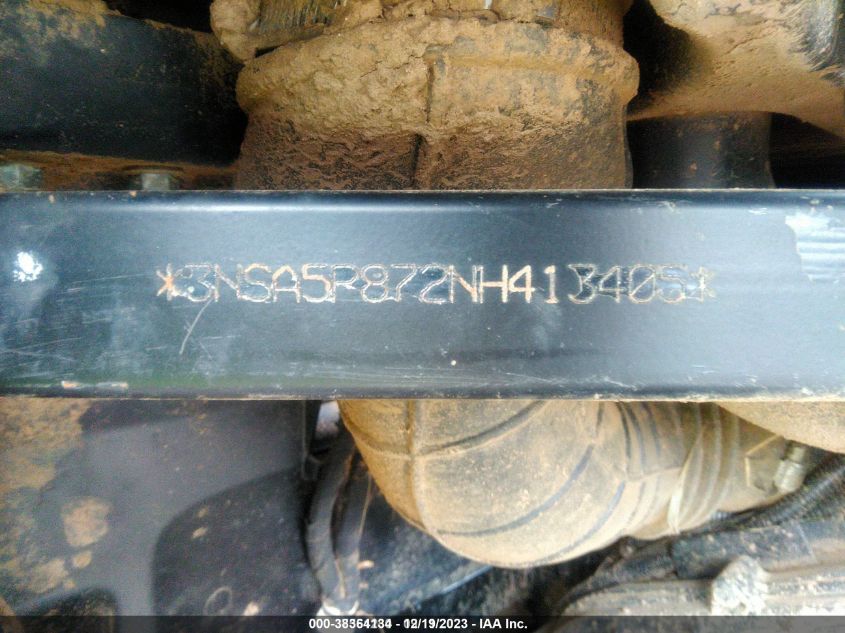 *3NSA5P872NH413405*
000-38364134 - 12/19/2023 - IAA Inc.